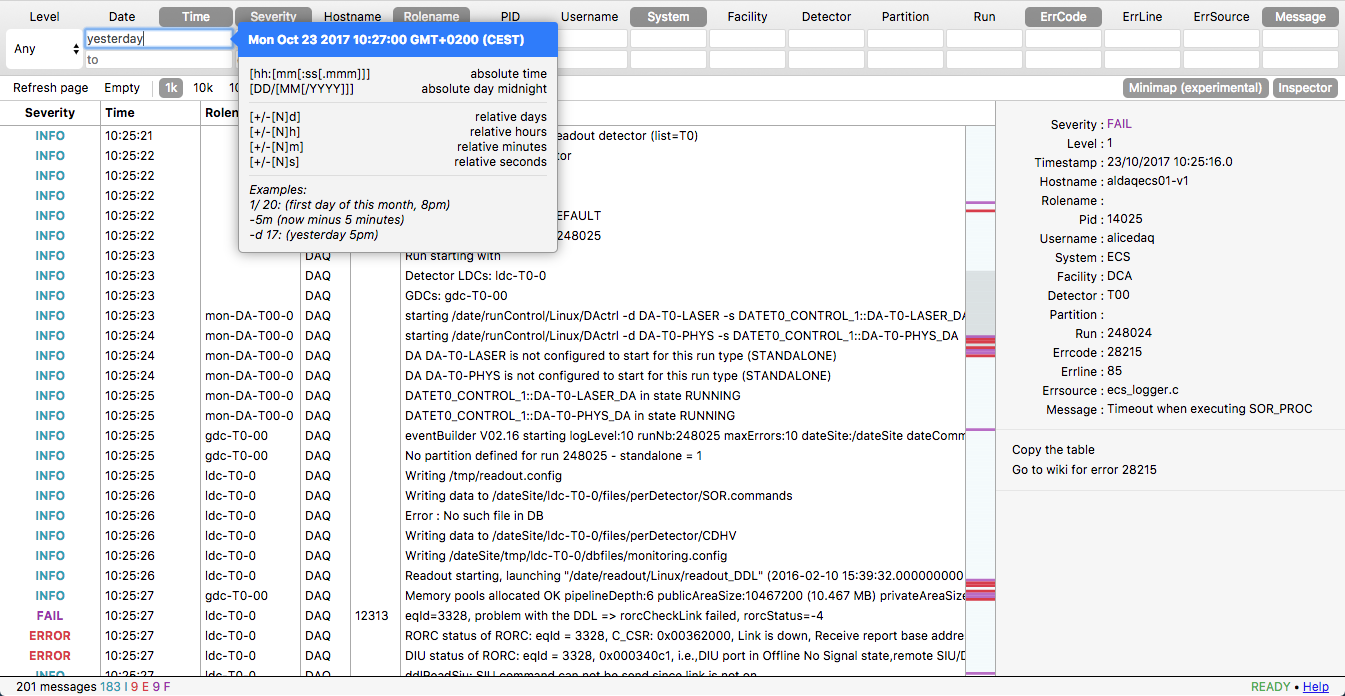 Level Date Time Severity Hostname Rolename PID Username System Facility Detector Partition Run ErrCode ErrLine ErrSource Message
Any
yesterday
to
Mon Oct 23 2017 10:27:00 GMT+0200 (CEST)
[hh:[mm[:ss[.mmm]]] absolute time
[DD/[MM[/YYYY]]] absolute day midnight
[+/-[N]d] relative days
[+/-[N]h] relative hours
[+/-[N]m] relative minutes
[+/-[N]s] relative seconds
Examples:
1/ 20: (first day of this month, 8pm)
-5m (now minus 5 minutes)
-d 17: (yesterday 5pm)
Refresh page Empty 1k 10k Minimap (experimental) Inspector
Severity Time
INFO 10:25:21 eadout detector (list=T0)
INFO 10:25:22 tor
INFO 10:25:22
INFO 10:25:22
INFO 10:25:22 EFAULT
INFO 10:25:22 248025
INFO 10:25:23 DAQ Run starting with
INFO 10:25:23 DAQ Detector LDCs: ldc-T0-0
INFO 10:25:23 DAQ GDCs: gdc-T0-00
INFO 10:25:23 mon-DA-T00-0 DAQ starting /date/runControl/Linux/DActrl -d DA-T0-LASER -s DATET0_CONTROL_1::DA-T0-LASER_DA
INFO 10:25:24 mon-DA-T00-0 DAQ starting /date/runControl/Linux/DActrl -d DA-T0-PHYS -s DATET0_CONTROL_1::DA-T0-PHYS_DA
INFO 10:25:24 mon-DA-T00-0 DAQ DA DA-T0-LASER is not configured to start for this run type (STANDALONE)
INFO 10:25:24 mon-DA-T00-0 DAQ DA DA-T0-PHYS is not configured to start for this run type (STANDALONE)
INFO 10:25:25 mon-DA-T00-0 DAQ DATET0_CONTROL_1::DA-T0-LASER_DA in state RUNNING
INFO 10:25:25 mon-DA-T00-0 DAQ DATET0_CONTROL_1::DA-T0-PHYS_DA in state RUNNING
INFO 10:25:25 gdc-T0-00 DAQ eventBuilder V02.16 starting logLevel:10 runNb:248025 maxErrors:10 dateSite:/dateSite dateComm
INFO 10:25:25 gdc-T0-00 DAQ No partition defined for run 248025 - standalone = 1
INFO 10:25:25 ldc-T0-0 DAQ Writing /tmp/readout.config
INFO 10:25:26 ldc-T0-0 DAQ Writing data to /dateSite/ldc-T0-0/files/perDetector/SOR.commands
INFO 10:25:26 ldc-T0-0 DAQ Error : No such file in DB
INFO 10:25:26 ldc-T0-0 DAQ Writing data to /dateSite/ldc-T0-0/files/perDetector/CDHV
INFO 10:25:26 ldc-T0-0 DAQ Writing /dateSite/tmp/ldc-T0-0/dbfiles/monitoring.config
INFO 10:25:26 ldc-T0-0 DAQ Readout starting, launching "/date/readout/Linux/readout_DDL" (2016-02-10 15:39:32.000000000
INFO 10:25:27 gdc-T0-00 DAQ Memory pools allocated OK pipelineDepth:6 publicAreaSize:10467200 (10.467 MB) privateAreaSize
FAIL 10:25:27 ldc-T0-0 DAQ 12313 eqId=3328, problem with the DDL => rorcCheckLink failed, rorcStatus=-4
ERROR 10:25:27 ldc-T0-0 DAQ RORC status of RORC: eqId = 3328, C_CSR: 0x00362000, Link is down, Receive report base addre
ERROR 10:25:27 ldc-T0-0 DAQ DIU status of RORC: eqId = 3328, 0x000340c1, i.e.,DIU port in Offline No Signal state,remote SIU/D
INFO 10:25:27 ldc-T0-0 DAQ ddlReadSiu: SIU command can not be send since link is not on
Severity : FAIL
Level : 1
Timestamp : 23/10/2017 10:25:16.0
Hostname : aldaqecs01-v1
Rolename :
Pid : 14025
Username : alicedaq
System : ECS
Facility : DCA
Detector : T00
Partition :
Run : 248024
Errcode : 28215
Errline : 85
Errsource : ecs_logger.c
Message : Timeout when executing SOR_PROC
Copy the table
Go to wiki for error 28215
201 messages 183 I 9 E 9 F READY • Help